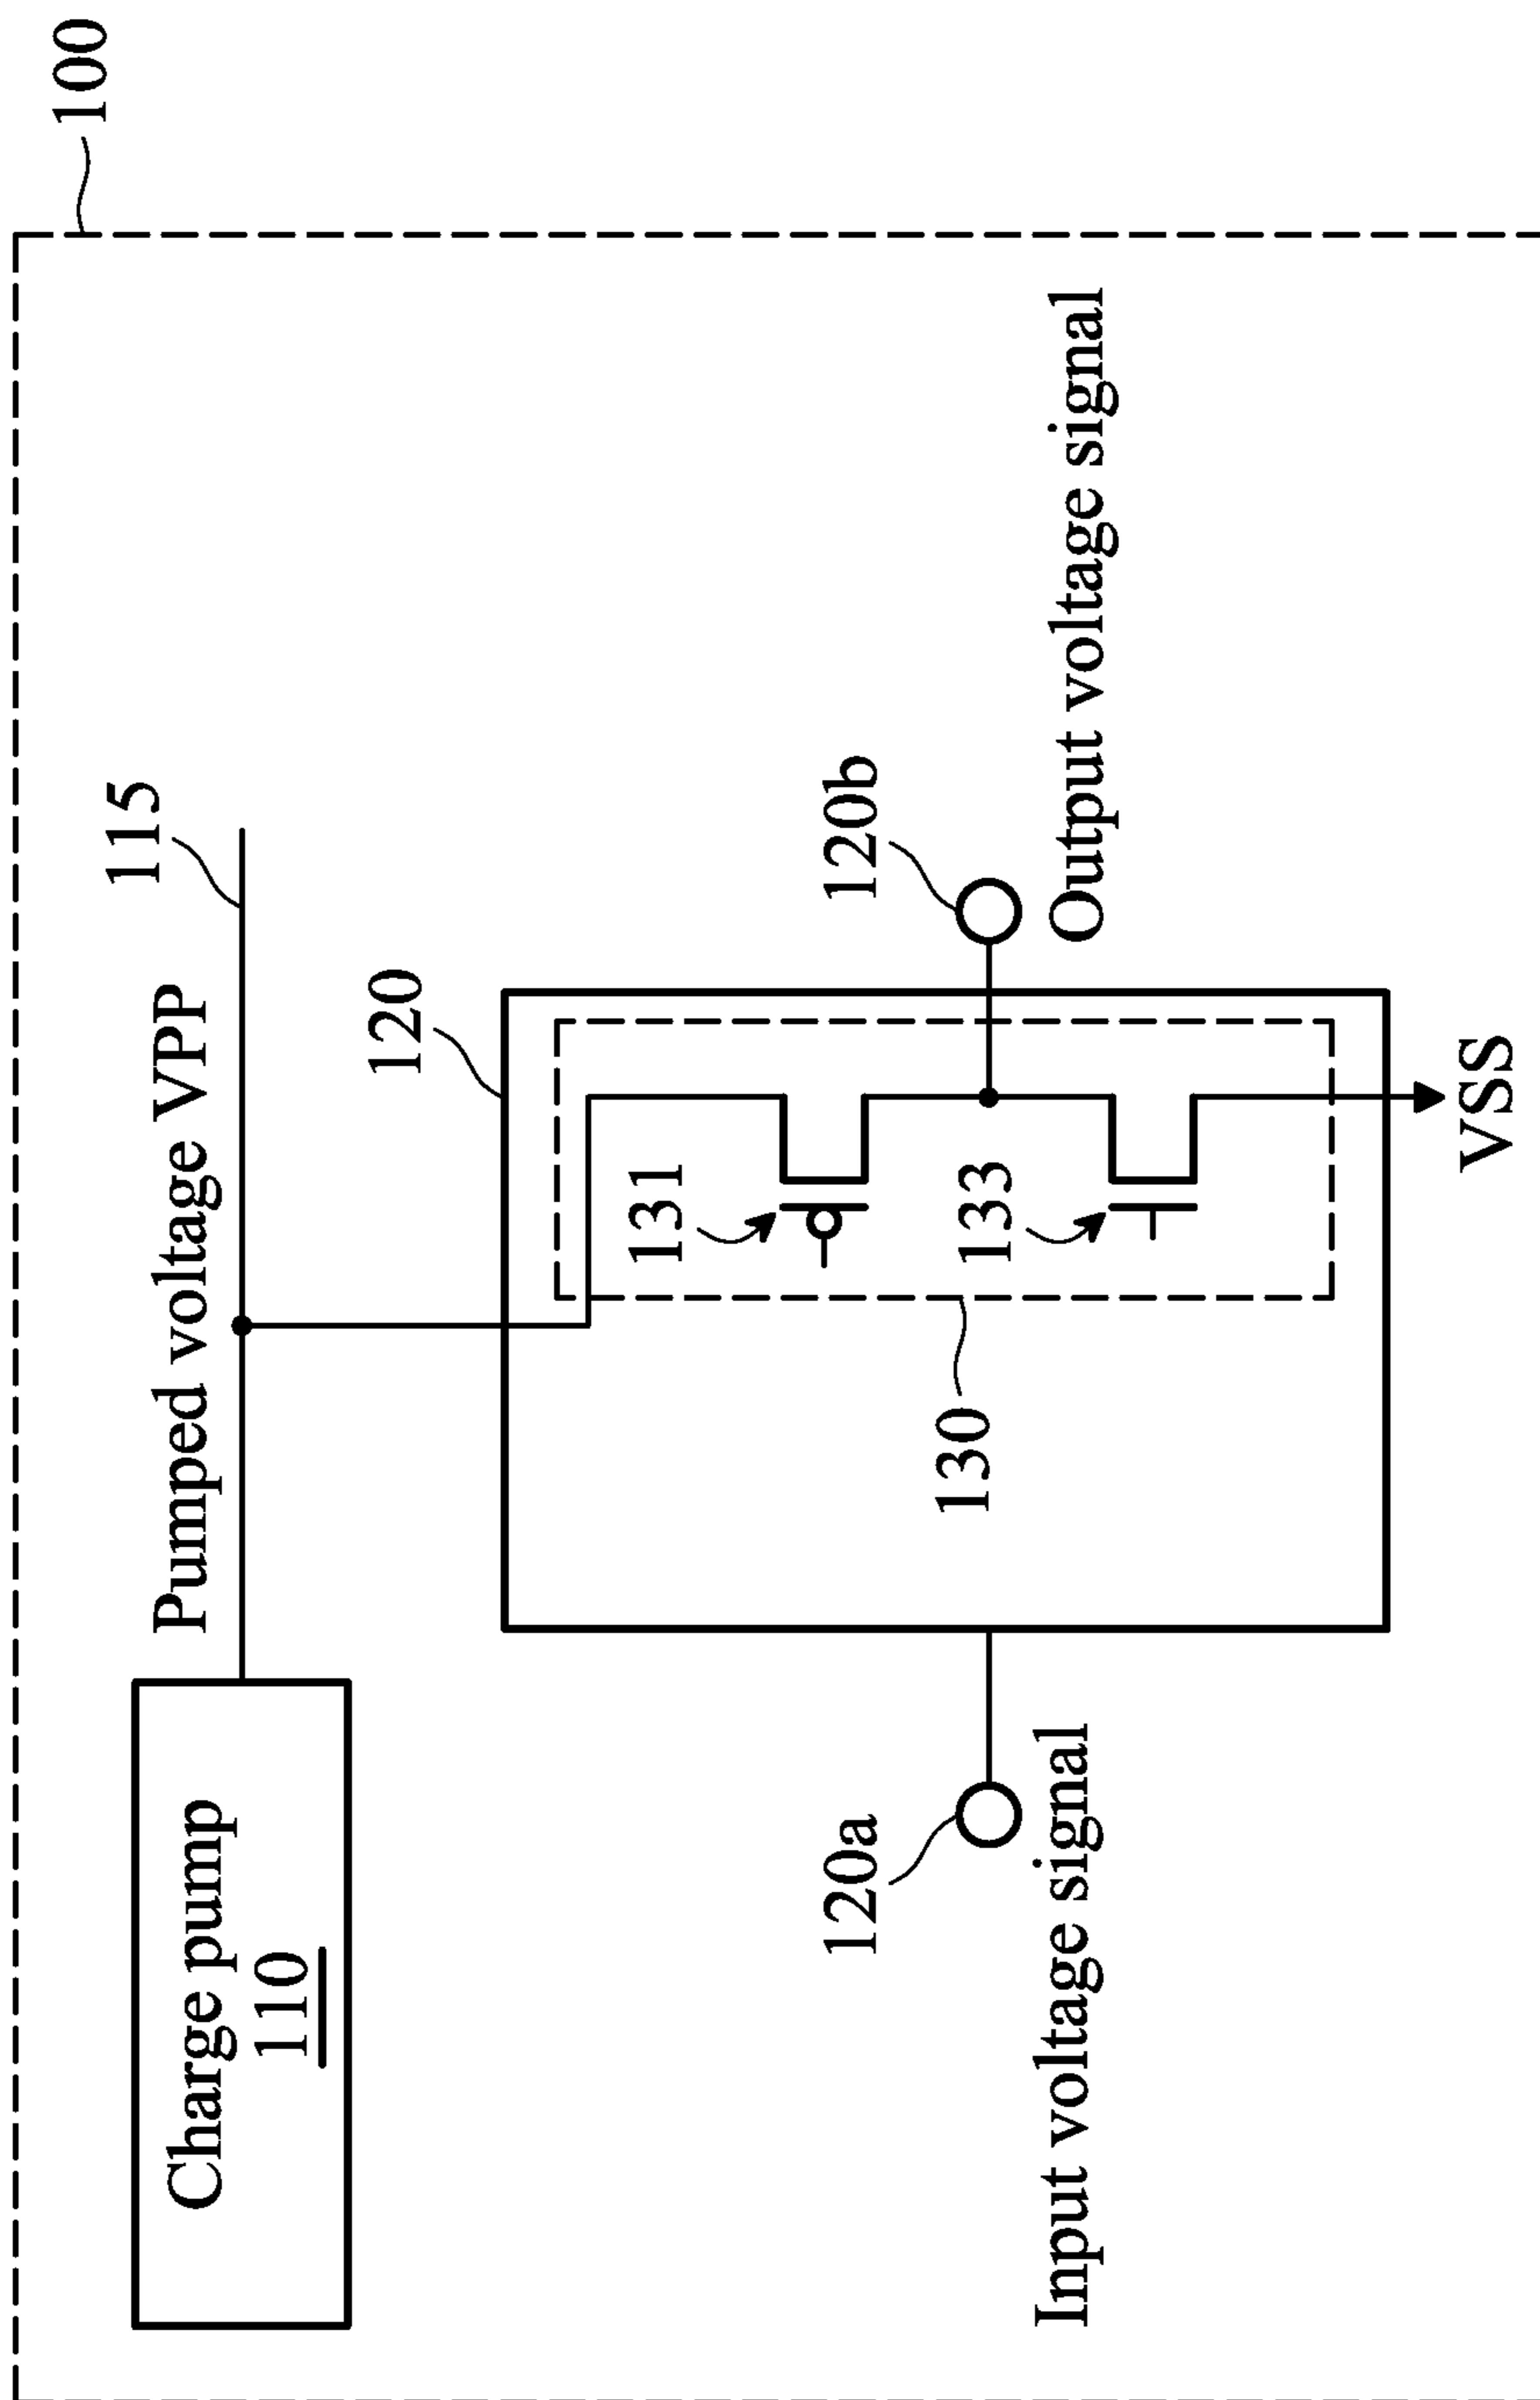 100
Charge pump
110
Pumped voltage VPP
115
120
120a
Input voltage signal
130
131
133
120b
Output voltage signal
VSS